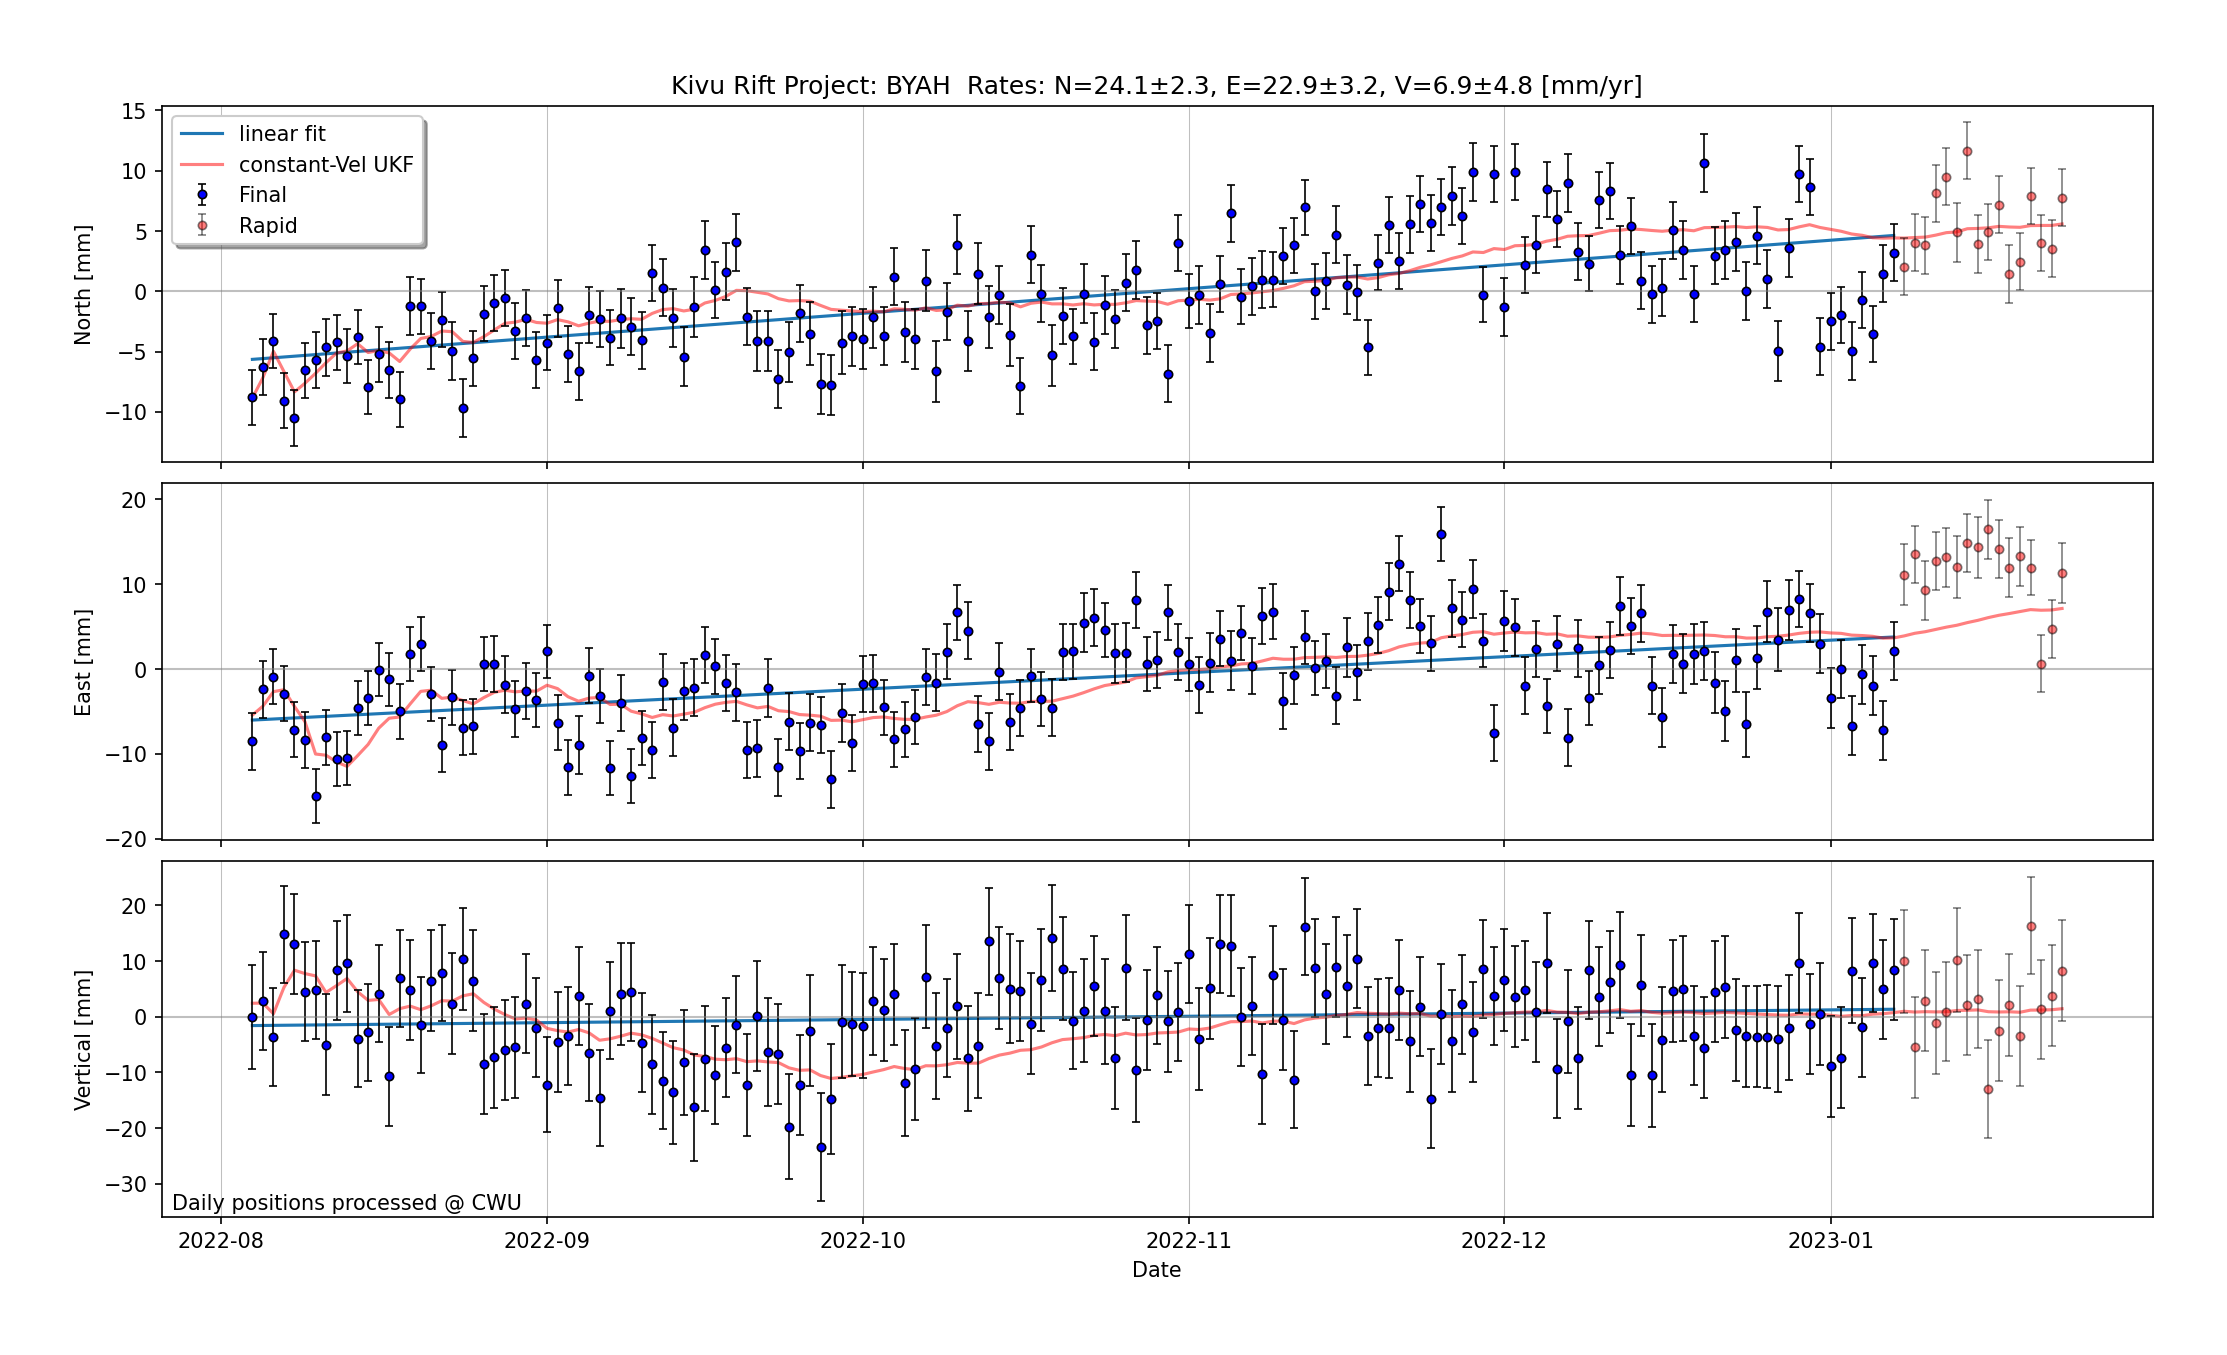 Kivu Rift Project: BYAH  Rates: N=24.1±2.3, E=22.9±3.2, V=6.9±4.8 [mm/yr]
linear fit
constant-Vel UKF
Final
Rapid
North [mm]
15
10
5
0
−5
−10
East [mm]
20
10
0
−10
−20
Vertical [mm]
20
10
0
−10
−20
−30
Daily positions processed @ CWU
2022-08 2022-09 2022-10 2022-11 2022-12 2023-01
Date